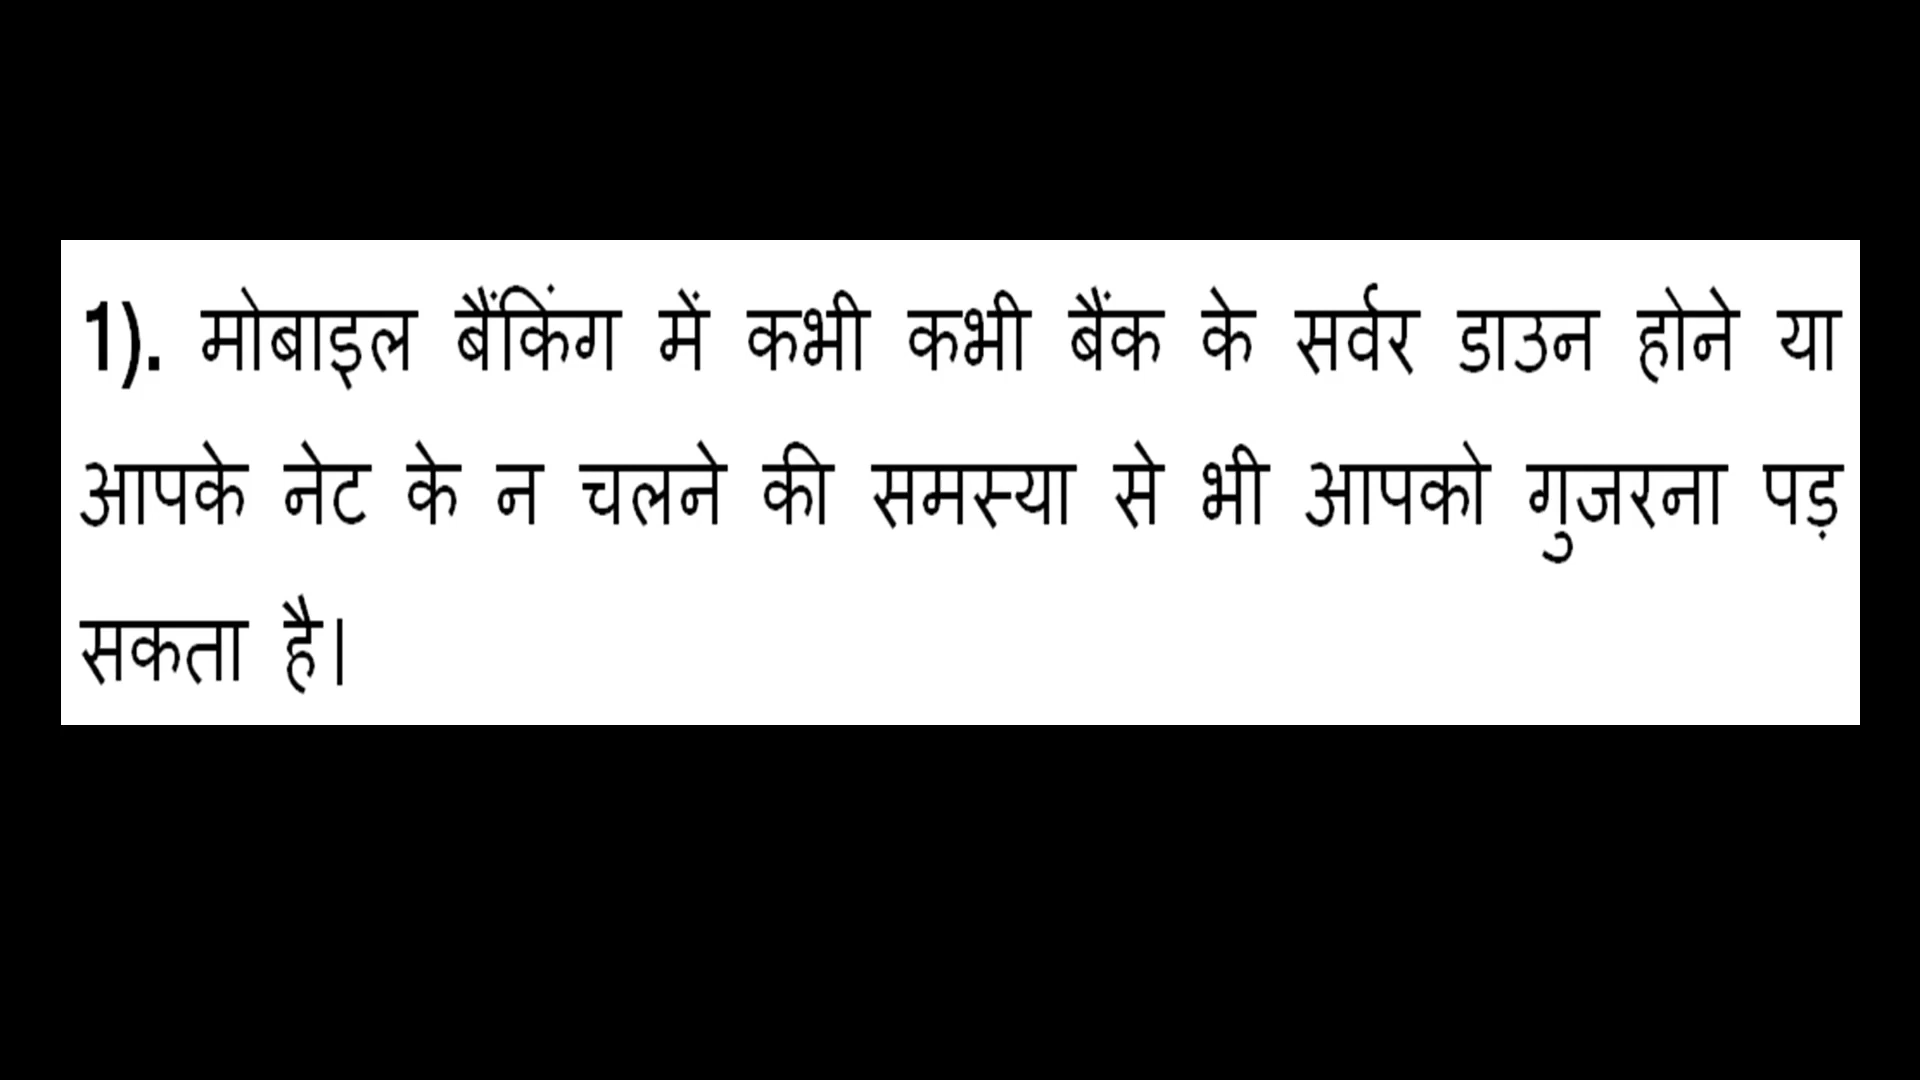 1). मोबाइल बैंकिंग में कभी कभी बैंक के सर्वर डाउन होने या
आपके नेट के न चलने की समस्या से भी आपको गुजरना पड़
सकता है।